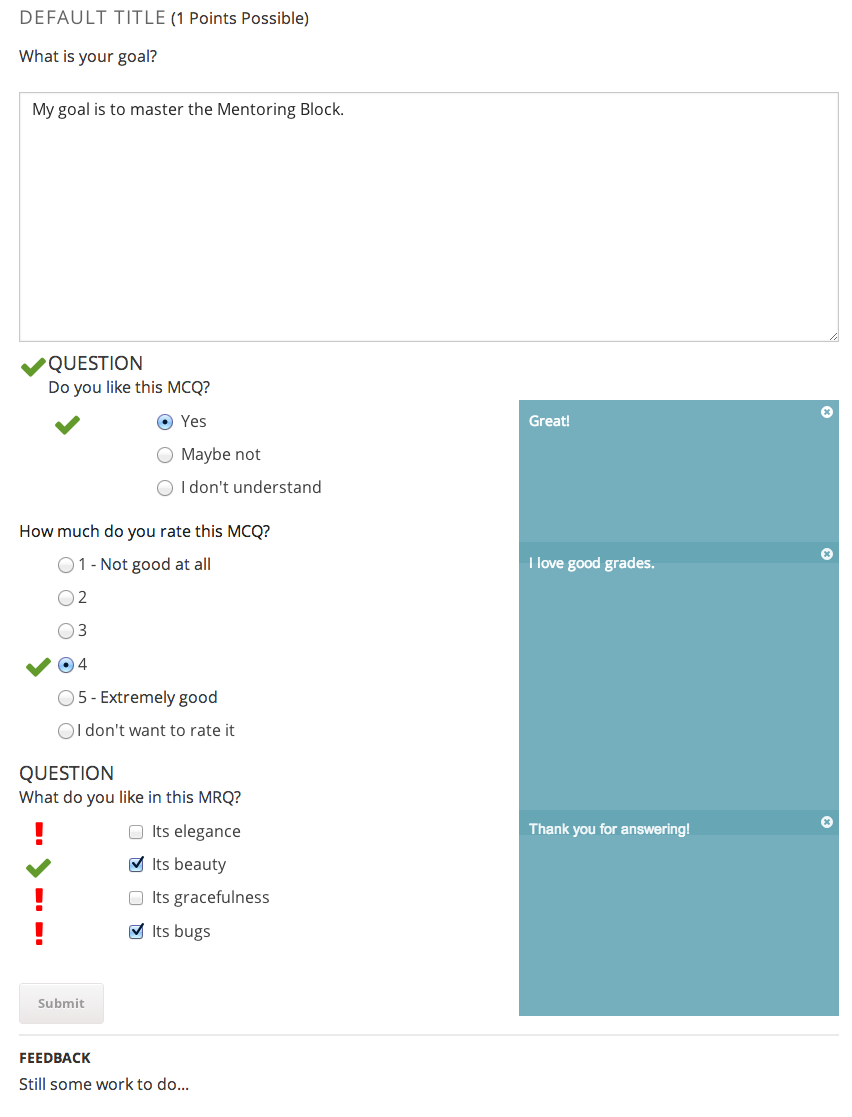 DEFAULT TITLE (1 Points Possible)
What is your goal?
My goal is to master the Mentoring Block.
QUESTION
Do you like this MCQ?
Yes
Maybe not
I don't understand
Great!
How much do you rate this MCQ?
1 - Not good at all
2
3
4
5 - Extremely good
I don't want to rate it
I love good grades.
QUESTION
What do you like in this MRQ?
Its elegance
Its beauty
Its gracefulness
Its bugs
Thank you for answering!
Submit
FEEDBACK
Still some work to do...